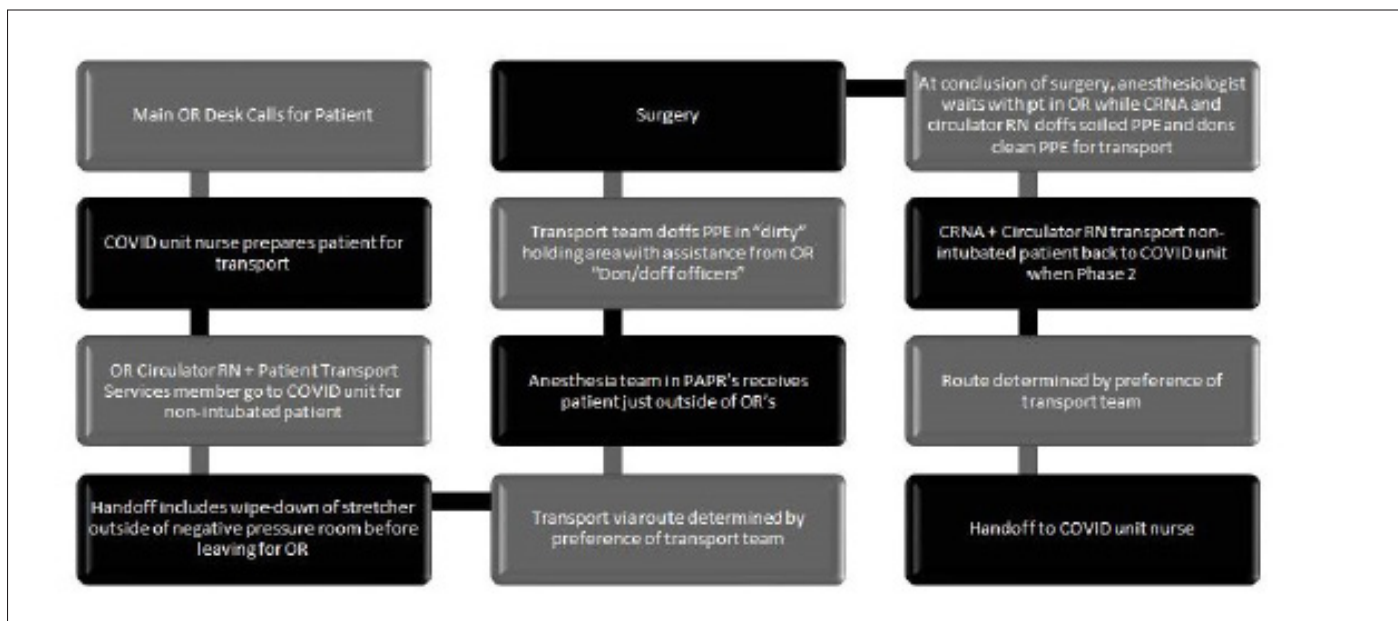 Main OR Desk Calls for Patient
COVID unit nurse prepares patient for
transport
OR Circulator RN + Patient Transport
Services member go to COVID unit for
non-intubated patient
Handoff includes wipe-down of stretcher
outside of negative pressure room before
leaving for OR
Transport via route determined by
preference of transport team
Anesthesia team in PAPR's receives
patient just outside of OR's
Transport team doffs PPE in “dirty”
holding area with assistance from OR
“Don/doff officers”
Surgery
At conclusion of surgery, anesthesiologist
waits with pt in OR while CRNA and
circulator RN doffs soiled PPE and dons
clean PPE for transport
CRNA + Circulator RN transport non-
intubated patient back to COVID unit
when Phase 2
Route determined by preference of
transport team
Handoff to COVID unit nurse